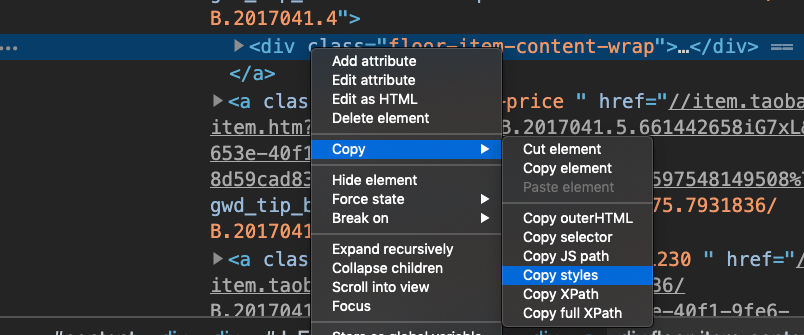 B.2017041.4">
▶<div class="floor-item-content-wrap">…</div> ==
</a>
Add attribute
Edit attribute
Edit as HTML
Delete element
Copy
Hide element
Force state
Break on
Expand recursively
Collapse children
Scroll into view
Focus
Cut element
Copy element
Paste element
Copy outerHTML
Copy selector
Copy JS path
Copy styles
Copy XPath
Copy full XPath
▶<a clas -price " href="//item.taoba
item.htm? B.2017041.5.661442658iG7xL&
653e-40f1
8d59cad83 597548149508%
gwd_tip_b 75.7931836/
B.2017041
▶<a clas 1230 " href="//
item.taob 36/
B.2017041 e-40f1-9fe6-